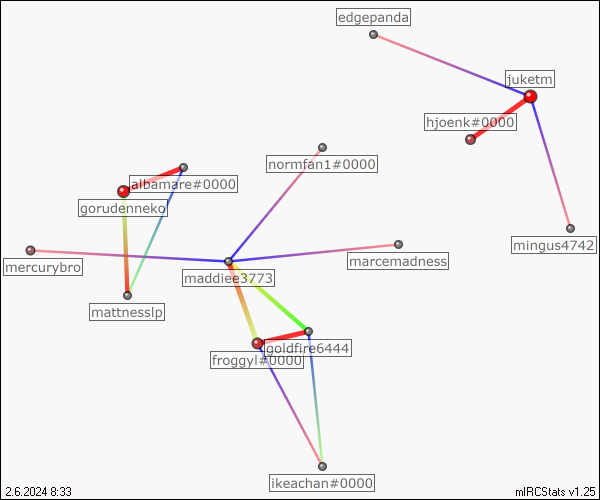 edgepanda
juketm
hjoenk#0000
normfan1#0000
albamare#0000
gorudenneko
mingus4742
marcemadness
mercurybro
maddiee3773
mattnesslp
goldfire6444
froggyl#0000
ikeachan#0000
2.6.2024 8:33
mIRCStats v1.25